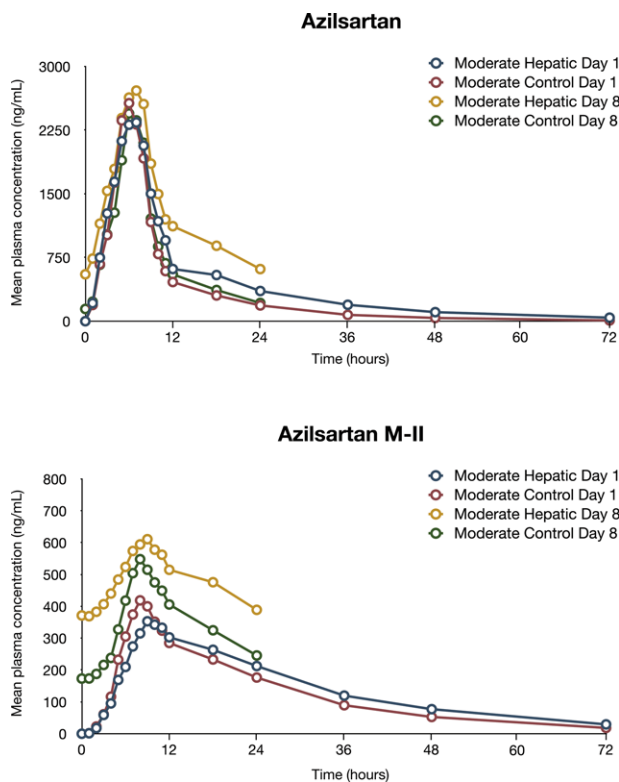 Azilsartan
Moderate Hepatic Day 1
Moderate Control Day 1
Moderate Hepatic Day 8
Moderate Control Day 8
Mean plasma concentration (ng/mL)
3000
2250
1500
750
0
0 12 24 36 48 60 72
Time (hours)
Azilsartan M-II
Moderate Hepatic Day 1
Moderate Control Day 1
Moderate Hepatic Day 8
Moderate Control Day 8
Mean plasma concentration (ng/mL)
800
700
600
500
400
300
200
100
0
0 12 24 36 48 60 72
Time (hours)